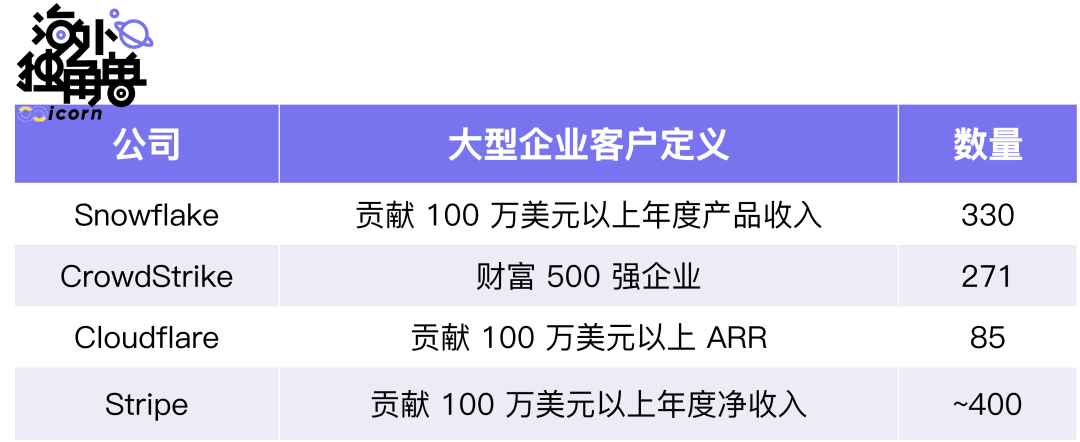 海外
独角兽
icorn
公司 大型企业客户定义 数量
Snowflake 贡献 100 万美元以上年度产品收入 330
CrowdStrike 财富 500 强企业 271
Cloudflare 贡献 100 万美元以上 ARR 85
Stripe 贡献 100 万美元以上年度净收入 ~400